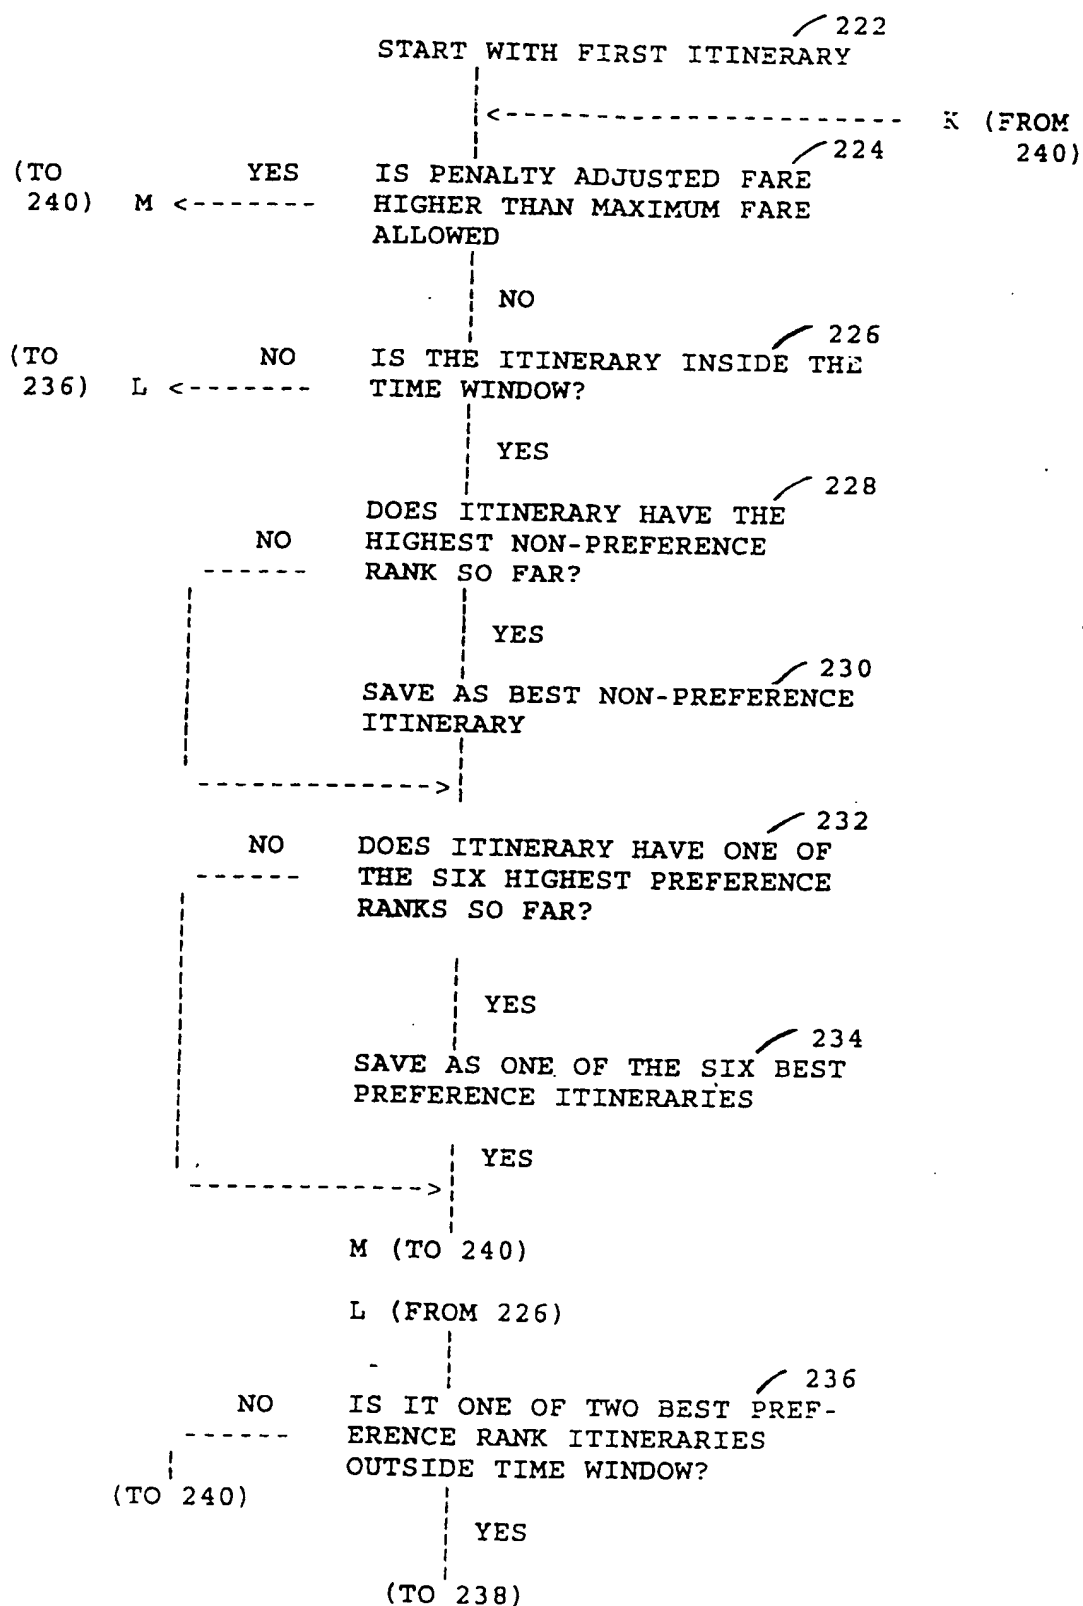 222
START WITH FIRST ITINERARY
K (FROM 240)
224
(TO 240) M <------- YES
IS PENALTY ADJUSTED FARE
HIGHER THAN MAXIMUM FARE
ALLOWED
NO
226
(TO 236) L <------- NO
IS THE ITINERARY INSIDE THE
TIME WINDOW?
YES
228
NO
DOES ITINERARY HAVE THE
HIGHEST NON-PREFERENCE
RANK SO FAR?
YES
230
SAVE AS BEST NON-PREFERENCE
ITINERARY
232
NO
DOES ITINERARY HAVE ONE OF
THE SIX HIGHEST PREFERENCE
RANKS SO FAR?
YES
234
SAVE AS ONE OF THE SIX BEST
PREFERENCE ITINERARIES
YES
M (TO 240)
L (FROM 226)
236
NO
IS IT ONE OF TWO BEST PREF-
ERENCE RANK ITINERARIES
OUTSIDE TIME WINDOW?
(TO 240)
YES
(TO 238)